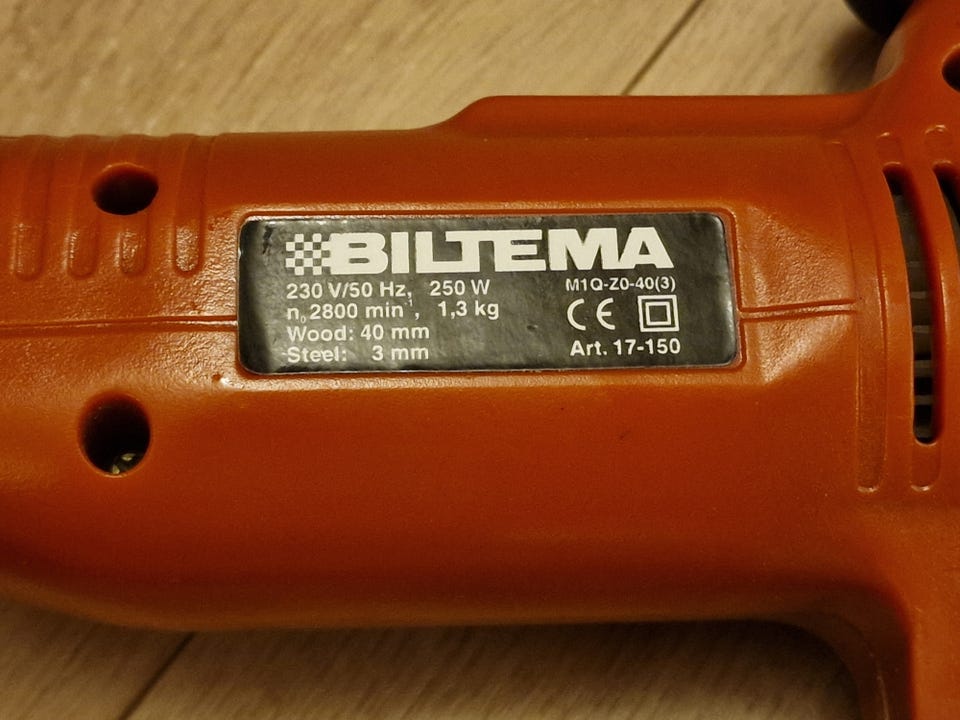 BILTEMA
230 V/50 Hz, 250 W
n₀ 2800 min⁻¹, 1,3 kg
Wood: 40 mm
Steel: 3 mm
M1Q-Z0-40(3)
CE
Art. 17-150